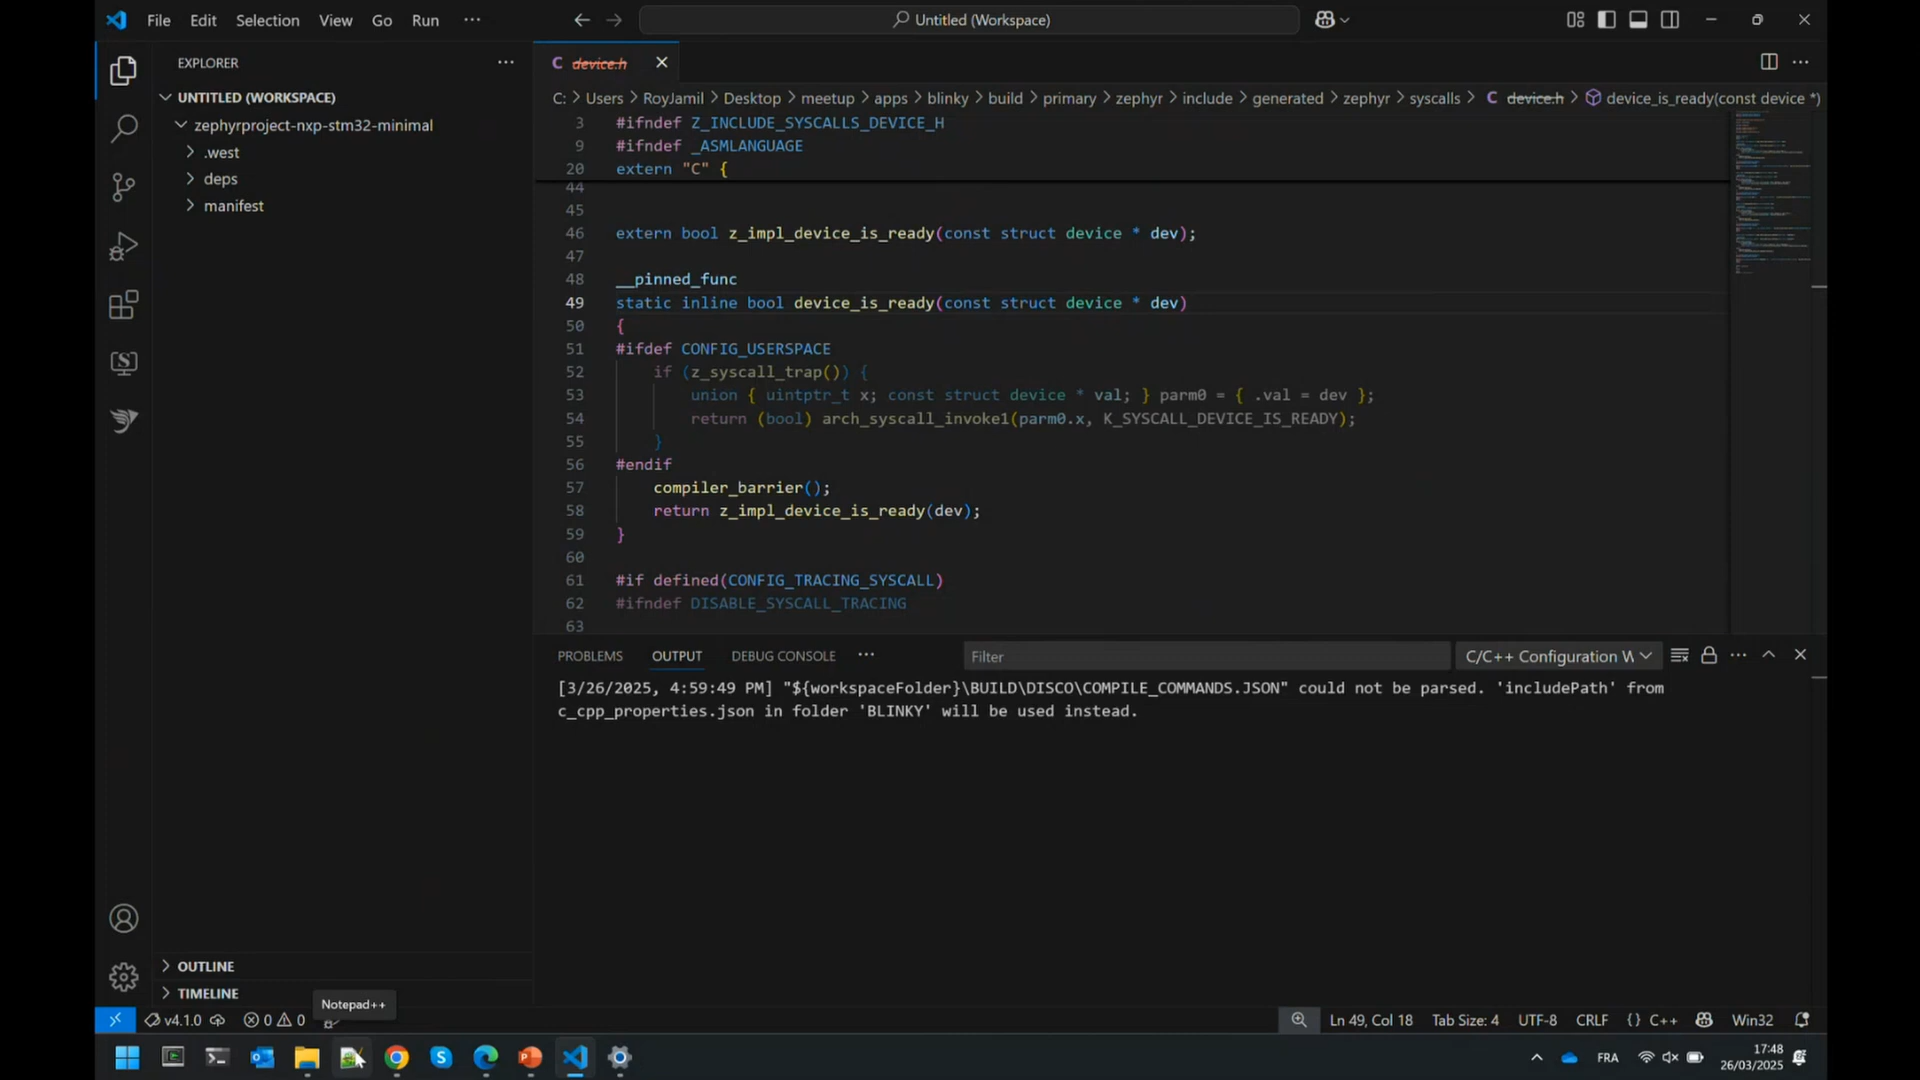 File Edit Selection View Go Run ···
Untitled (Workspace)
EXPLORER
UNTITLED (WORKSPACE)
zephyrproject-nxp-stm32-minimal
.west
deps
manifest
OUTLINE
TIMELINE
device.h
C: > Users > RoyJamil > Desktop > meetup > apps > blinky > build > primary > zephyr > include > generated > zephyr > syscalls > C device.h > device_is_ready(const device *)
3 #ifndef Z_INCLUDE_SYSCALLS_DEVICE_H
9 #ifndef _ASMLANGUAGE
20 extern "C" {
44
45
46 extern bool z_impl_device_is_ready(const struct device * dev);
47
48 __pinned_func
49 static inline bool device_is_ready(const struct device * dev)
50 {
51 #ifdef CONFIG_USERSPACE
52 if (z_syscall_trap()) {
53 union { uintptr_t x; const struct device * val; } parm0 = { .val = dev };
54 return (bool) arch_syscall_invoke1(parm0.x, K_SYSCALL_DEVICE_IS_READY);
55 }
56 #endif
57 compiler_barrier();
58 return z_impl_device_is_ready(dev);
59 }
60
61 #if defined(CONFIG_TRACING_SYSCALL)
62 #ifndef DISABLE_SYSCALL_TRACING
63
PROBLEMS OUTPUT DEBUG CONSOLE ··· Filter C/C++ Configuration W
[3/26/2025, 4:59:49 PM] "${workspaceFolder}\BUILD\DISCO\COMPILE_COMMANDS.JSON" could not be parsed. 'includePath' from
c_cpp_properties.json in folder 'BLINKY' will be used instead.
Notepad++
v4.1.0 0 0 Ln 49, Col 18 Tab Size: 4 UTF-8 CRLF {} C++ Win32
FRA 17:48
26/03/2025